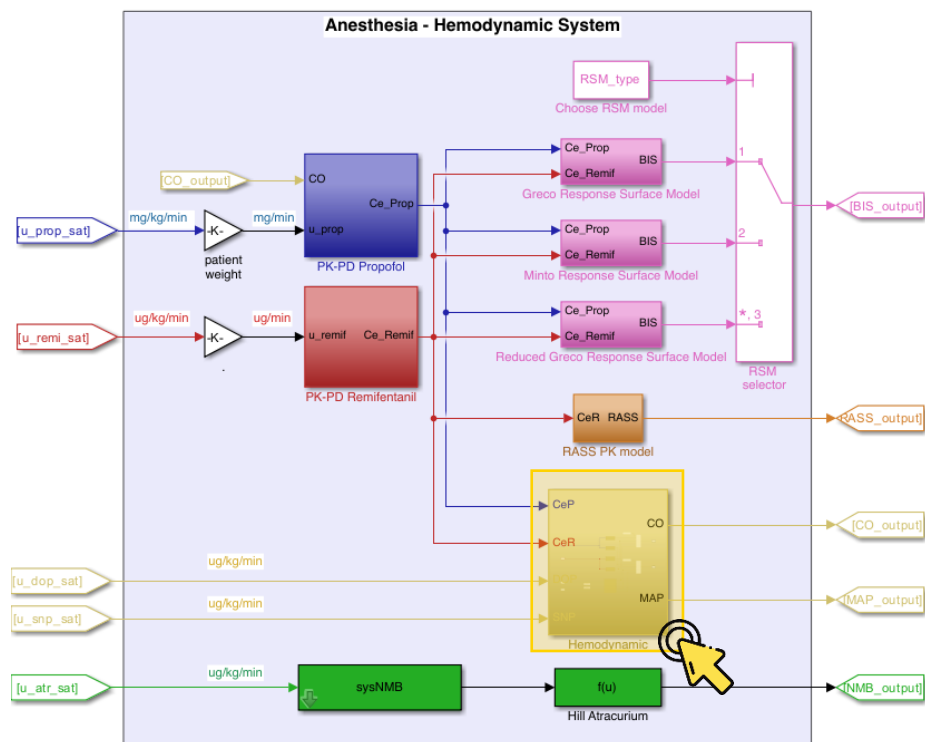 Anesthesia - Hemodynamic System
RSM_type
Choose RSM model
[CO_output]
CO
Ce_Prop
u_prop
PK-PD Propofol
[u_prop_sat]
mg/kg/min
-K-
mg/min
patient
weight
Ce_Prop
BIS
Ce_Remif
Greco Response Surface Model
1
[BIS_output]
Ce_Prop
BIS
Ce_Remif
Minto Response Surface Model
2
[u_remi_sat]
ug/kg/min
-K-
ug/min
.
u_remif
Ce_Remif
PK-PD Remifentanil
Ce_Prop
BIS
Ce_Remif
Reduced Greco Response Surface Model
*, 3
RSM
selector
CeR
RASS
RASS PK model
RASS_output]
CeP
CeR
CO
MAP
SNP
Hemodynamic
[CO_output]
[MAP_output]
[u_dop_sat]
ug/kg/min
[u_snp_sat]
ug/kg/min
[u_atr_sat]
ug/kg/min
sysNMB
f(u)
Hill Atracurium
[NMB_output]